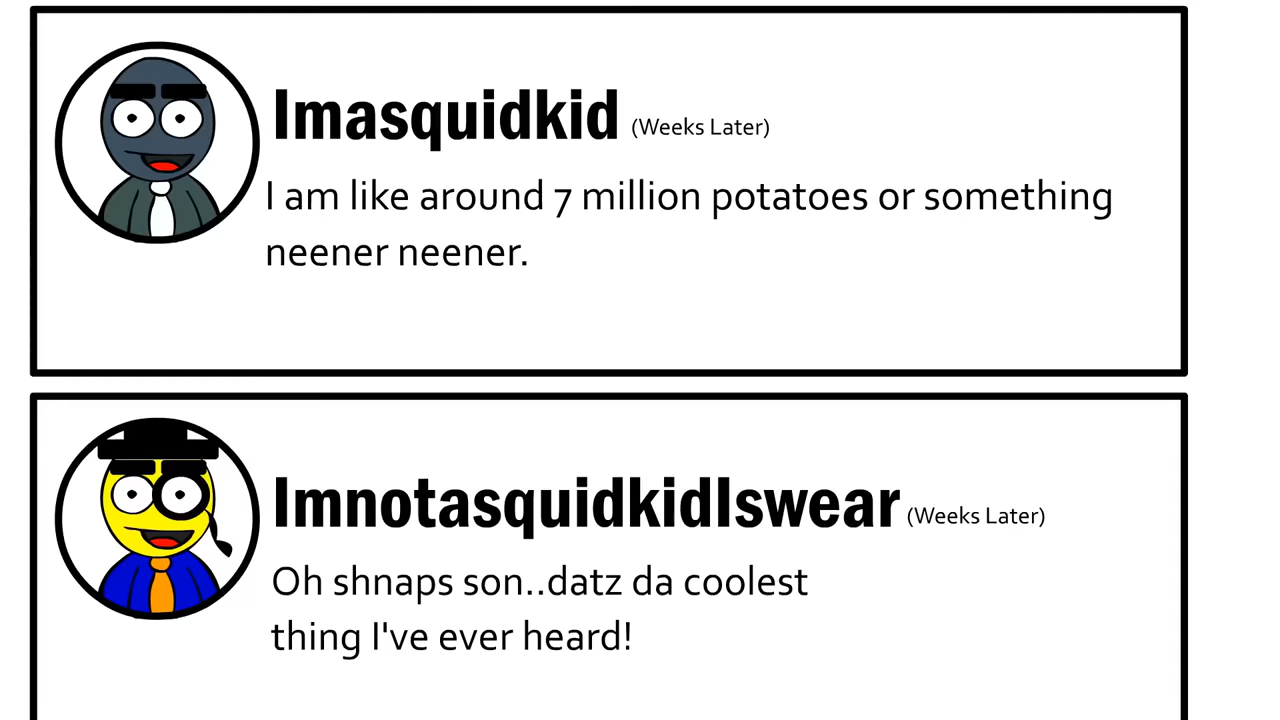 Imasquidkid (Weeks Later)
I am like around 7 million potatoes or something
neener neener.
ImnotasquidkidIswear (Weeks Later)
Oh shnaps son..datz da coolest
thing I've ever heard!